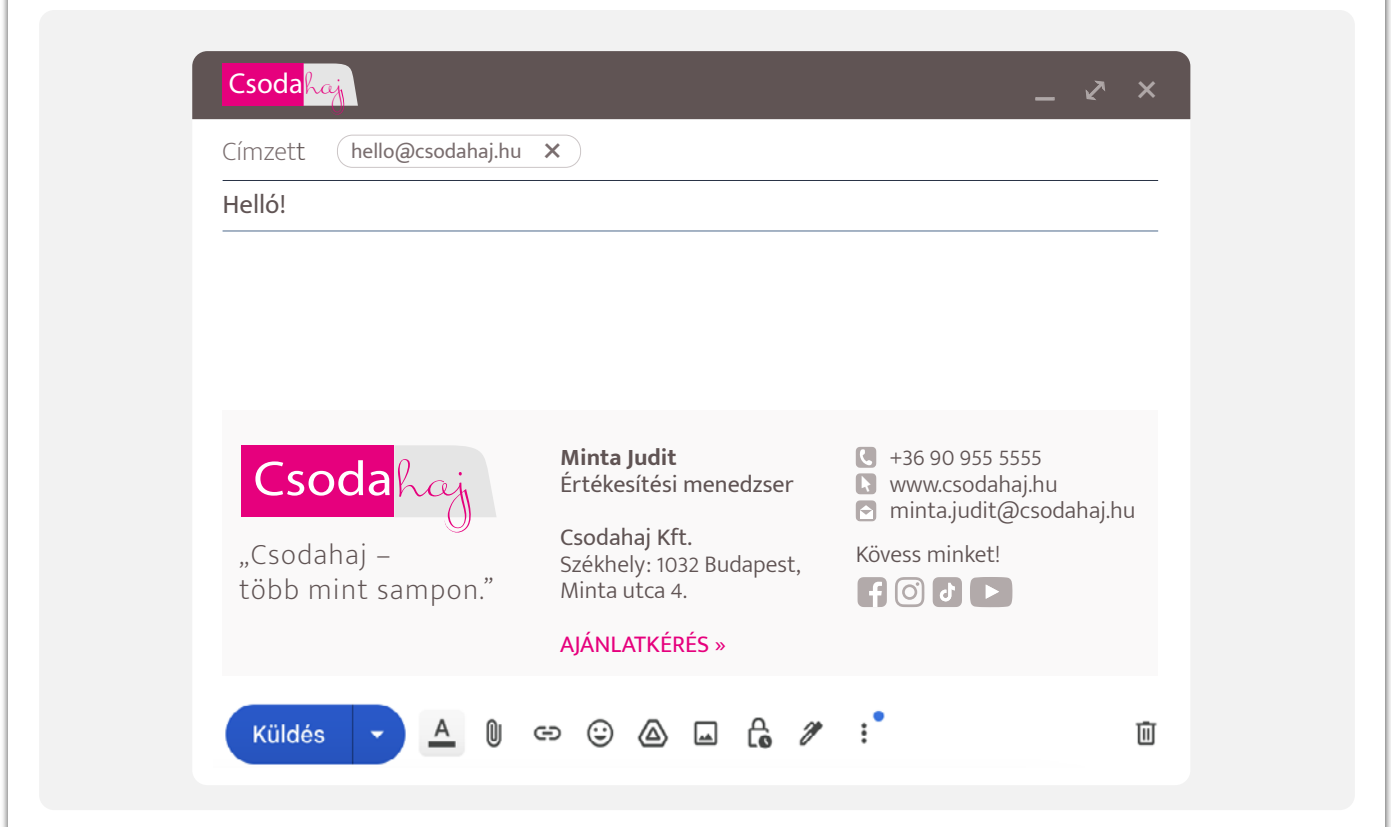 Csodahaj
Címzett hello@csodahaj.hu
Helló!
Csodahaj
„Csodahaj –
több mint sampon.”
Minta Judit
Értékesítési menedzser
Csodahaj Kft.
Székhely: 1032 Budapest,
Minta utca 4.
AJÁNLATKÉRÉS »
+36 90 955 5555
www.csodahaj.hu
minta.judit@csodahaj.hu
Kövess minket!
Küldés